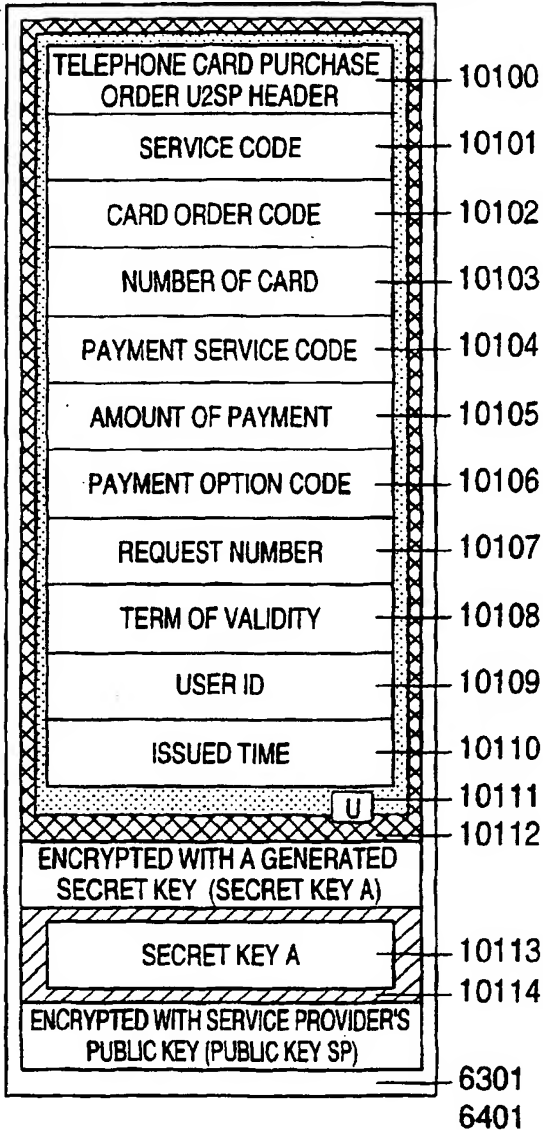 TELEPHONE CARD PURCHASE
ORDER U2SP HEADER
10100
SERVICE CODE
10101
CARD ORDER CODE
10102
NUMBER OF CARD
10103
PAYMENT SERVICE CODE
10104
AMOUNT OF PAYMENT
10105
PAYMENT OPTION CODE
10106
REQUEST NUMBER
10107
TERM OF VALIDITY
10108
USER ID
10109
ISSUED TIME
10110
U
10111
10112
ENCRYPTED WITH A GENERATED
SECRET KEY (SECRET KEY A)
SECRET KEY A
10113
10114
ENCRYPTED WITH SERVICE PROVIDER'S
PUBLIC KEY (PUBLIC KEY SP)
6301
6401